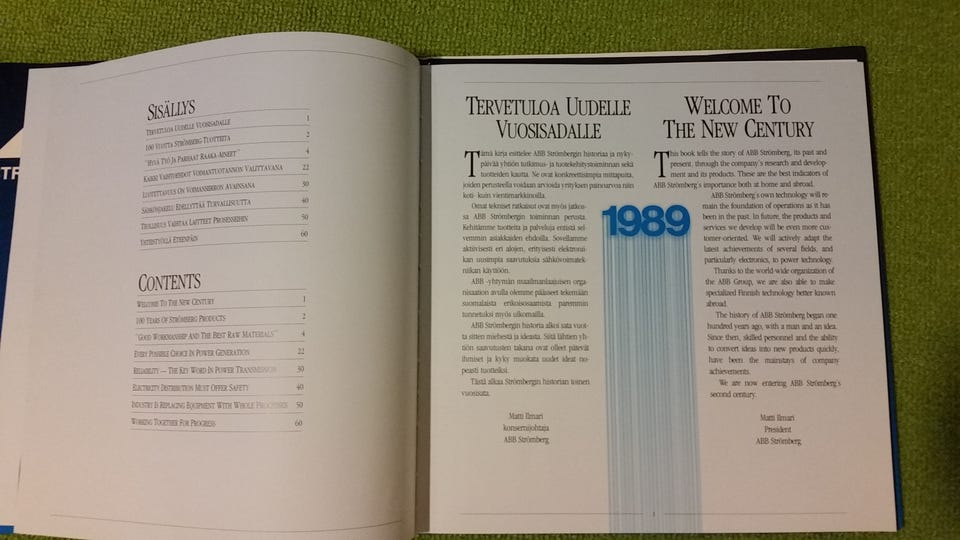 SISÄLLYS
TERVETULOA UUDELLE VUOSISADALLE 1
100 VUOTTA STRÖMBERG TUOTTEITA 2
"HYVÄ TYÖ JA PARHAAT RAAKA-AINEET" 4
KAIKKI VAIHTOEHDOT VOIMANTUOTANNON VALITTAVANA 22
LUOTETTAVUUS ON VOIMANSIIRRON AVAINSANA 30
SÄHKÖNJAKELU EDELLYTTÄÄ TURVALLISUUTTA 40
TEOLLISUUS VAIHTAA LAITTEET PROSESSEIHIN 50
YHTEISTYÖLLÄ ETEENPÄIN 60
CONTENTS
WELCOME TO THE NEW CENTURY 1
100 YEARS OF STRÖMBERG PRODUCTS 2
"GOOD WORKMANSHIP AND THE BEST RAW MATERIALS" 4
EVERY POSSIBLE CHOICE IN POWER GENERATION 22
RELIABILITY — THE KEY WORD IN POWER TRANSMISSION 30
ELECTRICITY DISTRIBUTION MUST OFFER SAFETY 40
INDUSTRY IS REPLACING EQUIPMENT WITH WHOLE PROCESSES 50
WORKING TOGETHER FOR PROGRESS 60
TERVETULOA UUDELLE
VUOSISADALLE
Tämä kirja esittelee ABB Strömbergin historiaa ja nyky-
päivää yhtiön tutkimus- ja tuotekehitystoiminnan sekä
tuotteiden kautta. Ne ovat konkreettisimpia mittapuita,
joiden perusteella voidaan arvioida yrityksen painoarvoa niin
koti- kuin vientimarkkinoilla.
Omat tekniset ratkaisut ovat myös jatkos-
sa ABB Strömbergin toiminnan perusta.
Kehitämme tuotteita ja palveluja entistä sel-
vemmin asiakkaiden ehdoilla. Sovellamme
aktiivisesti eri alojen, erityisesti elektronii-
kan uusimpia saavutuksia sähkövoimatek-
niikan käyttöön.
ABB -yhtymän maailmanlaajuisen orga-
nisaation avulla olemme päässeet tekemään
suomalaista erikoisosaamista paremmin
tunnetuksi myös ulkomailla.
ABB Strömbergin historia alkoi sata vuot-
ta sitten miehestä ja ideasta. Siitä lähtien yh-
tiön saavutusten takana ovat olleet pätevät
ihmiset ja kyky muokata uudet ideat no-
peasti tuotteiksi.
Tästä alkaa Strömbergin historian toinen
vuosisata.
Matti Ilmari
konsernijohtaja
ABB Strömberg
1989
WELCOME TO
THE NEW CENTURY
This book tells the story of ABB Strömberg, its past and
present, through the company's research and develop-
ment and its products. These are the best indicators of
ABB Strömberg's importance both at home and abroad.
ABB Strömberg's own technology will re-
main the foundation of operations as it has
been in the past. In future, the products and
services we develop will be even more cus-
tomer-oriented. We will actively adapt the
latest achievements of several fields, and
particularly electronics, to power technology.
Thanks to the world-wide organization of
the ABB Group, we are also able to make
specialized Finnish technology better known
abroad.
The history of ABB Strömberg began one
hundred years ago, with a man and an idea.
Since then, skilled personnel and the ability
to convert ideas into new products quickly,
have been the mainstays of company
achievements.
We are now entering ABB Strömberg's
second century.
Matti Ilmari
President
ABB Strömberg
1